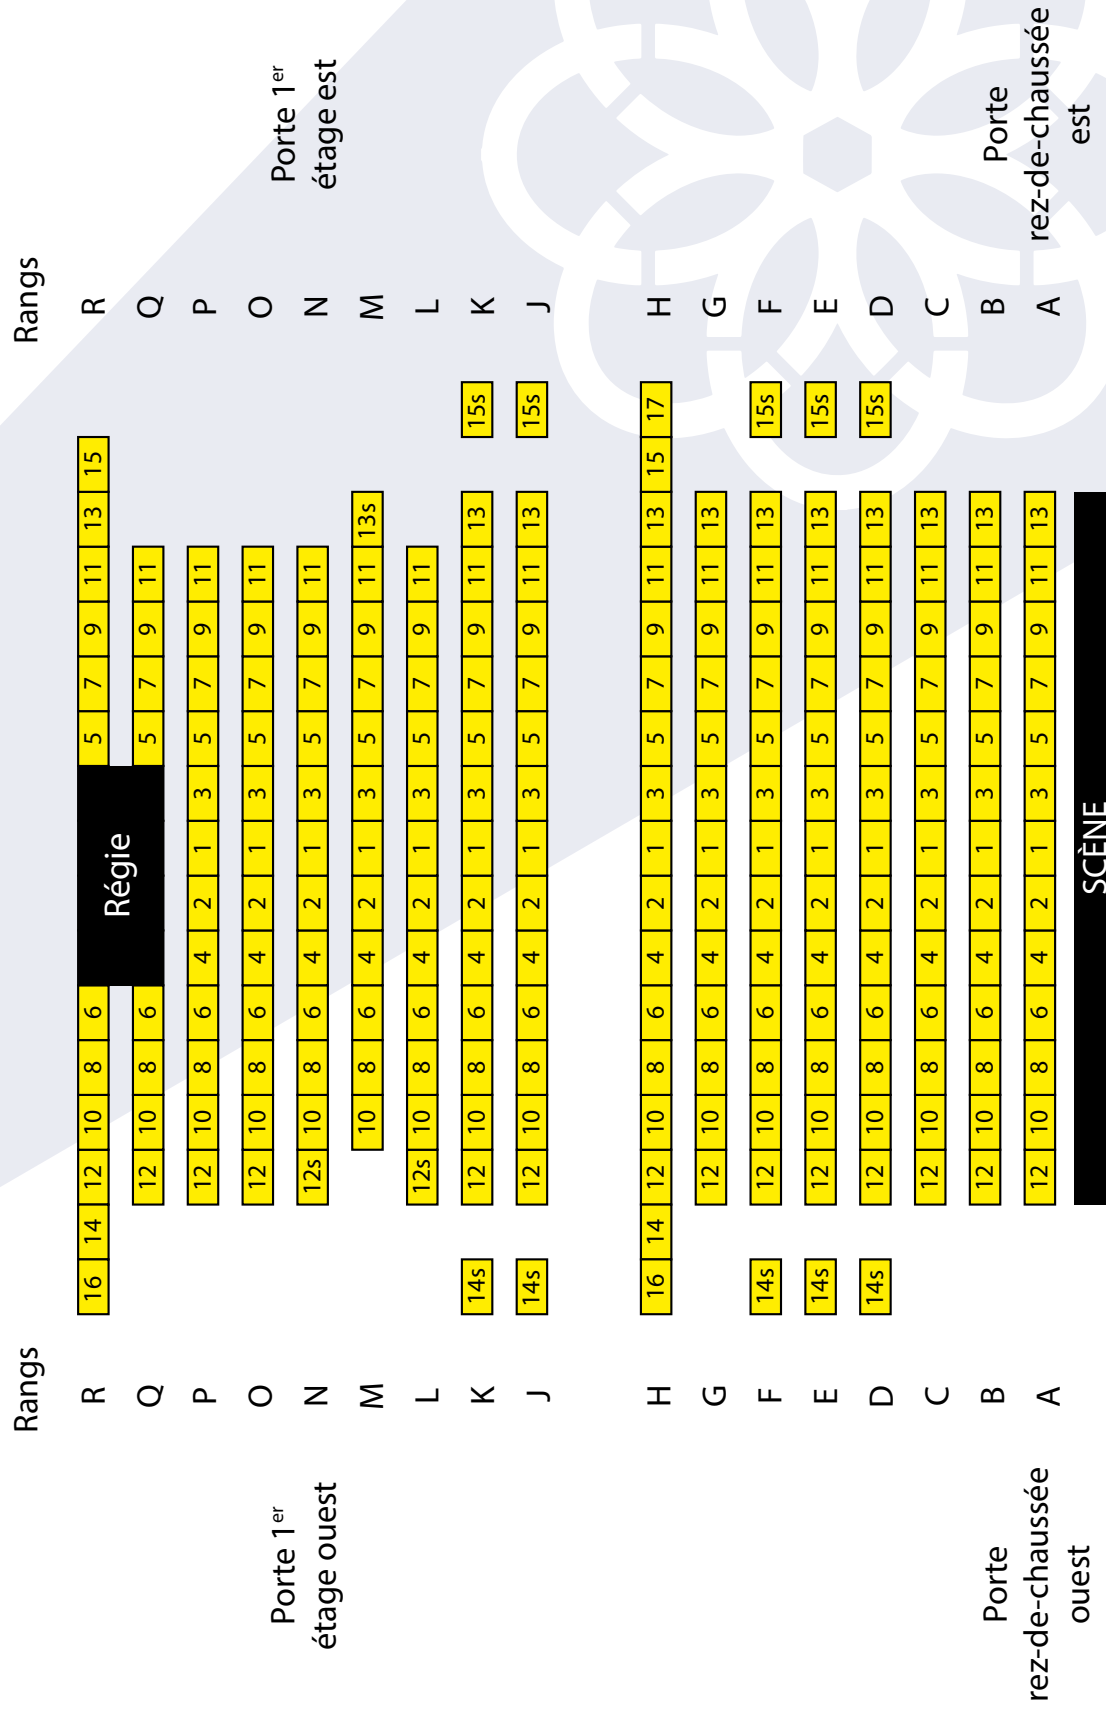 Rangs Rangs
R 16 14 12 10 8 6 5 7 9 11 13 15 R
Régie
Q 12 10 8 6 5 7 9 11 Q
P 12 10 8 6 4 2 1 3 5 7 9 11 P
O 12 10 8 6 4 2 1 3 5 7 9 11 O
Porte 1er
étage ouest
Porte 1er
étage est
N 12s 10 8 6 4 2 1 3 5 7 9 11 N
M 10 8 6 4 2 1 3 5 7 9 11 13s M
L 12s 10 8 6 4 2 1 3 5 7 9 11 L
K 14s 12 10 8 6 4 2 1 3 5 7 9 11 13 15s K
J 14s 12 10 8 6 4 2 1 3 5 7 9 11 13 15s J
H 16 14 12 10 8 6 4 2 1 3 5 7 9 11 13 15 17 H
G 12 10 8 6 4 2 1 3 5 7 9 11 13 G
F 14s 12 10 8 6 4 2 1 3 5 7 9 11 13 15s F
E 14s 12 10 8 6 4 2 1 3 5 7 9 11 13 15s E
D 14s 12 10 8 6 4 2 1 3 5 7 9 11 13 15s D
C 12 10 8 6 4 2 1 3 5 7 9 11 13 C
B 12 10 8 6 4 2 1 3 5 7 9 11 13 B
A 12 10 8 6 4 2 1 3 5 7 9 11 13 A
Porte
rez-de-chaussée
ouest
SCÈNE
Porte
rez-de-chaussée
est